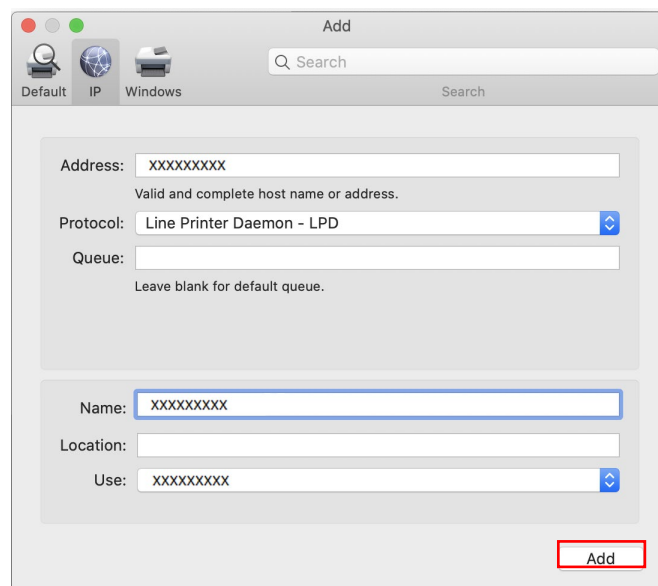 Add
Search
Default IP Windows Search
Address: XXXXXXXXX
Valid and complete host name or address.
Protocol: Line Printer Daemon - LPD
Queue:
Leave blank for default queue.
Name: XXXXXXXXX
Location:
Use: XXXXXXXXX
Add